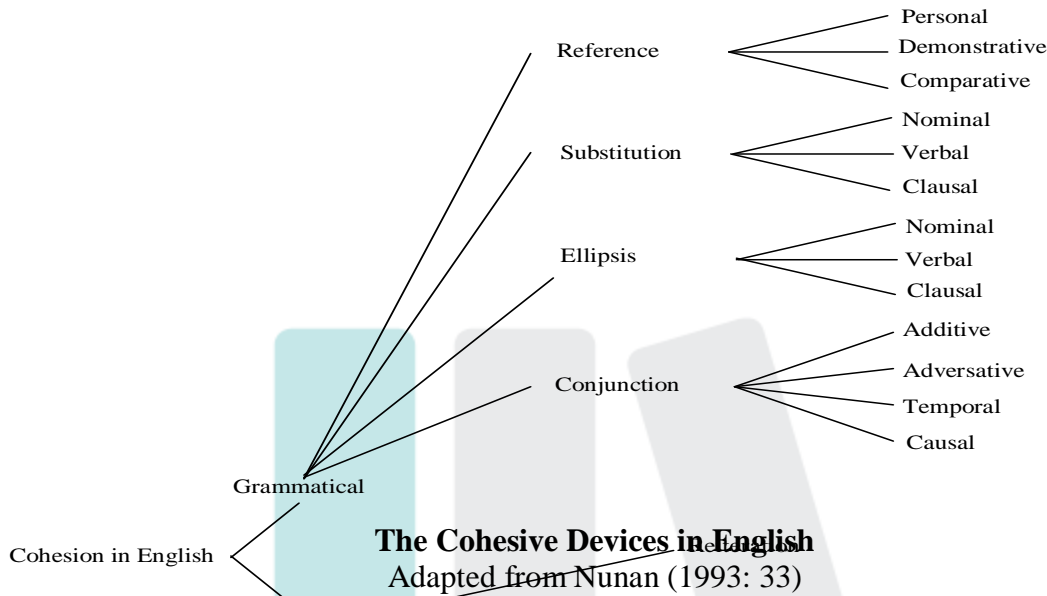 Personal
Reference
Demonstrative
Comparative
Nominal
Substitution
Verbal
Clausal
Nominal
Ellipsis
Verbal
Clausal
Additive
Adversative
Conjunction
Temporal
Causal
Grammatical
Cohesion in English
The Cohesive Devices in English
Reiteration
Adapted from Nunan (1993: 33)